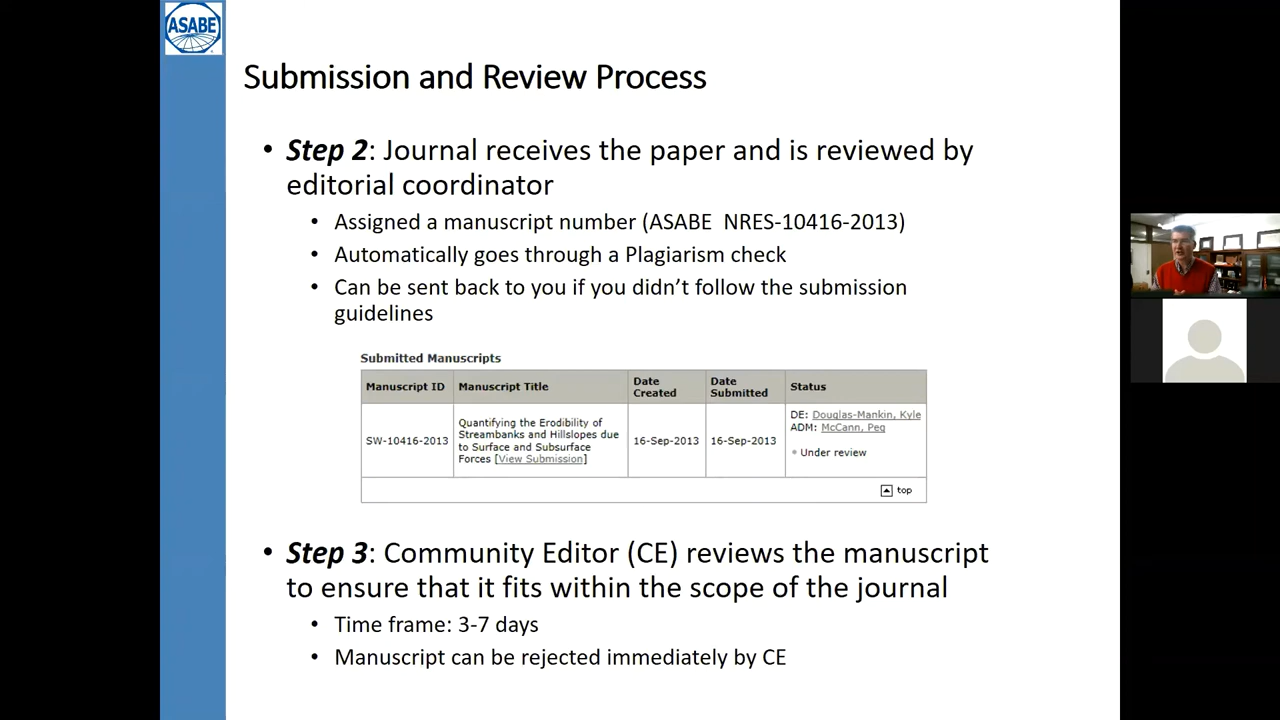 ASABE
Submission and Review Process
• Step 2: Journal receives the paper and is reviewed by
editorial coordinator
• Assigned a manuscript number (ASABE NRES-10416-2013)
• Automatically goes through a Plagiarism check
• Can be sent back to you if you didn’t follow the submission
guidelines
Submitted Manuscripts
Manuscript ID Manuscript Title Date Created Date Submitted Status
SW-10416-2013
Quantifying the Erodibility of
Streambanks and Hillslopes due
to Surface and Subsurface
Forces [View Submission]
16-Sep-2013
16-Sep-2013
DE: Douglas-Mankin, Kyle
ADM: McCann, Peg
Under review
top
• Step 3: Community Editor (CE) reviews the manuscript
to ensure that it fits within the scope of the journal
• Time frame: 3-7 days
• Manuscript can be rejected immediately by CE